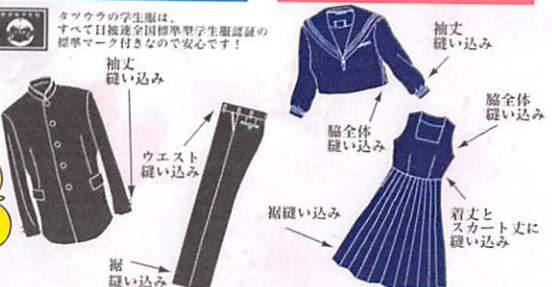 タツウラの学生服は、
すべて日被連全国標準型学生服認証の
標準マーク付きなので安心です！
袖丈
縫い込み
ウエスト
縫い込み
裾
縫い込み
袖丈
縫い込み
脇全体
縫い込み
脇全体
縫い込み
着丈と
スカート丈に
縫い込み
裾縫い込み